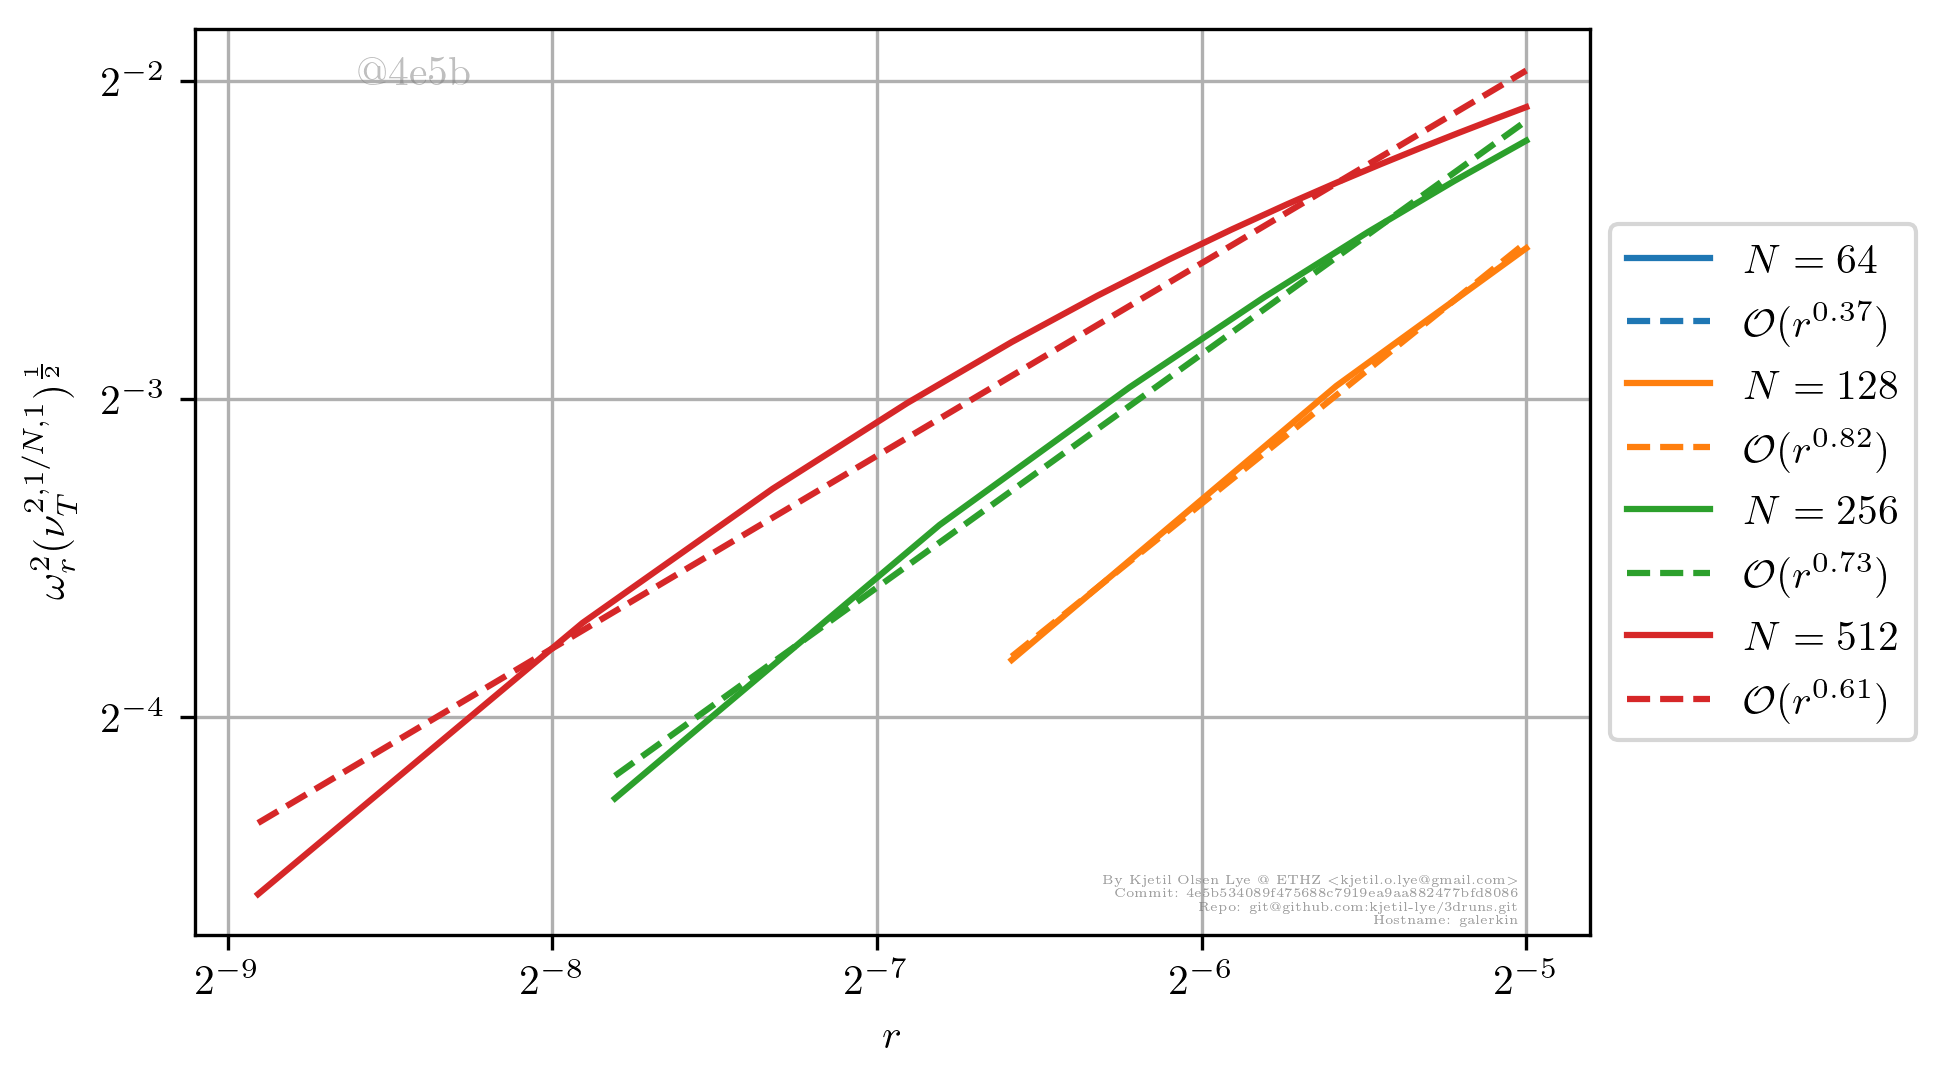 @4e5b
2^{-2}
2^{-3}
2^{-4}
ω_r^2(ν_T^{2,1/N,1})^{\frac{1}{2}}
2^{-9}
2^{-8}
2^{-7}
2^{-6}
2^{-5}
r
N = 64
𝒪(r^{0.37})
N = 128
𝒪(r^{0.82})
N = 256
𝒪(r^{0.73})
N = 512
𝒪(r^{0.61})
By Kjetil Olsen Lye @ ETHZ <kjetil.o.lye@gmail.com>
Commit: 4e5b534089f475688c7919ea9aa882477bfd8086
Repo: git@github.com:kjetil-lye/3druns.git
Hostname: galerkin